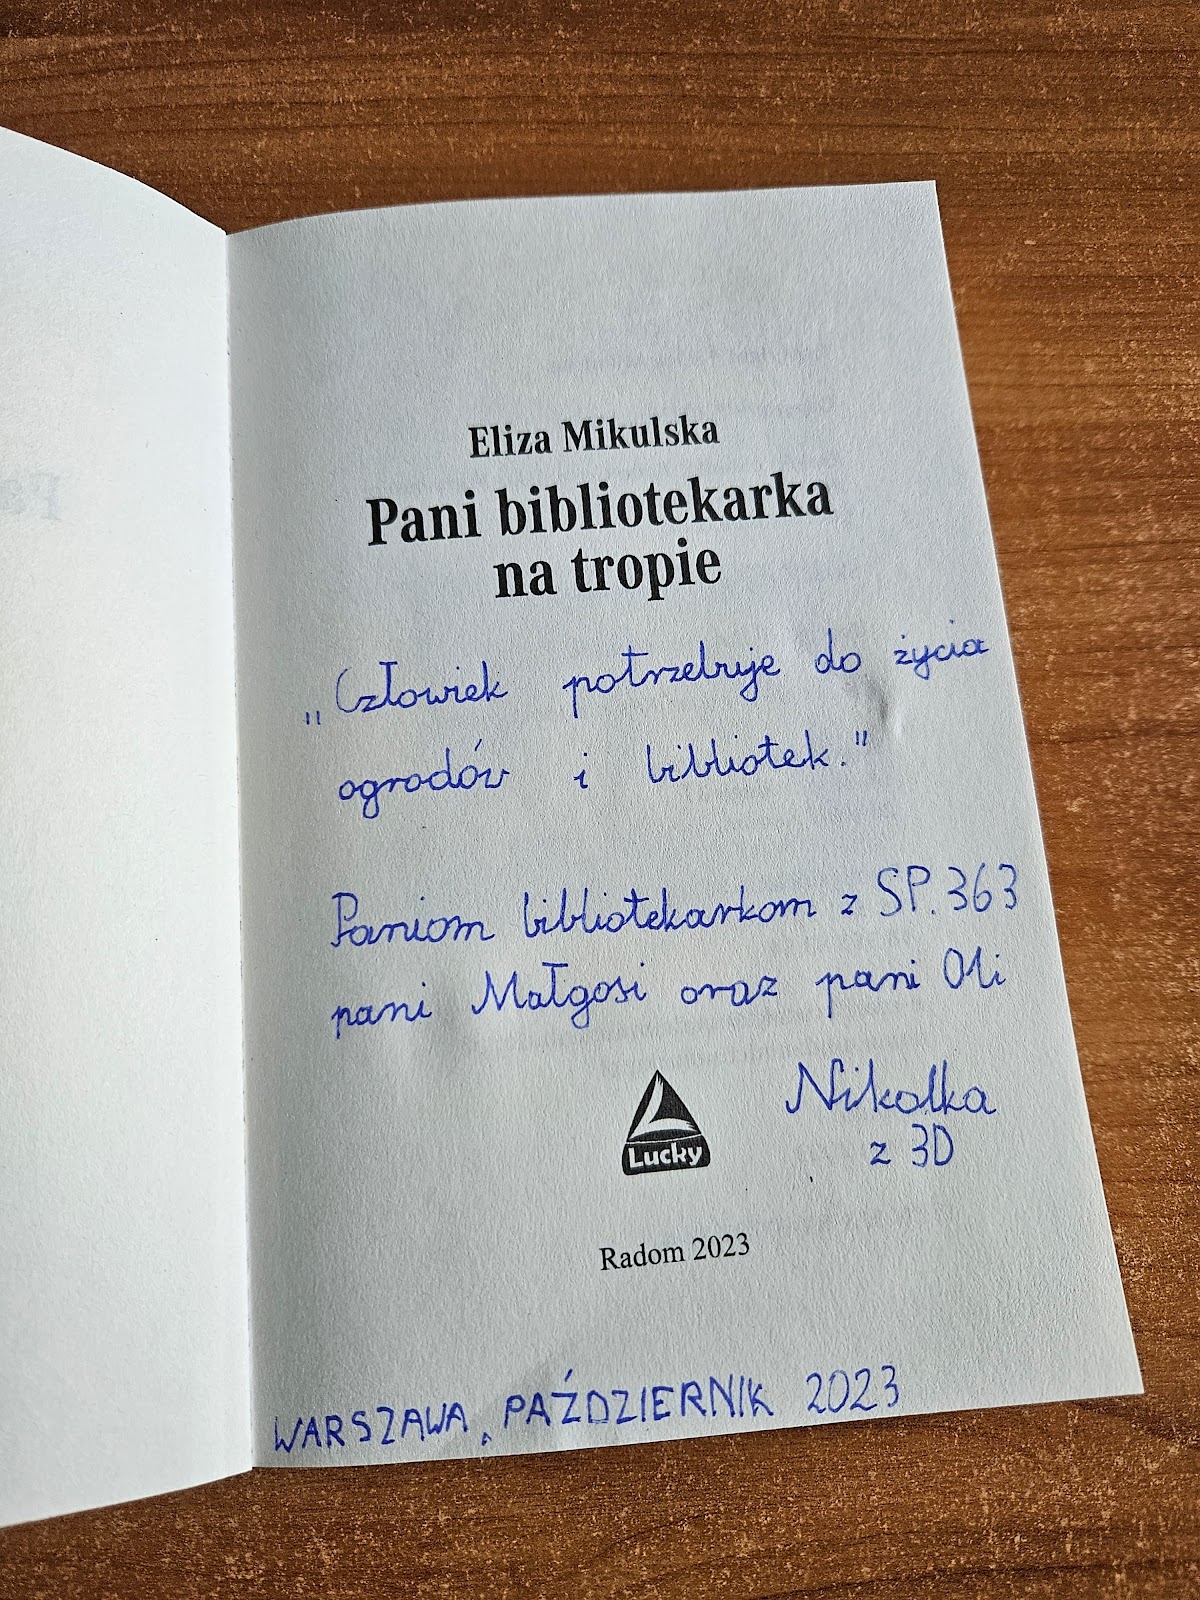 Eliza Mikulska
Pani bibliotekarka
na tropie
"Człowiek potrzebuje do życia
ogrodów i bibliotek."
Paniom bibliotekarkom z SP. 363
pani Małgosi oraz pani Oli
Nikolka
z 3D
Lucky
Radom 2023
WARSZAWA, PAŹDZIERNIK 2023